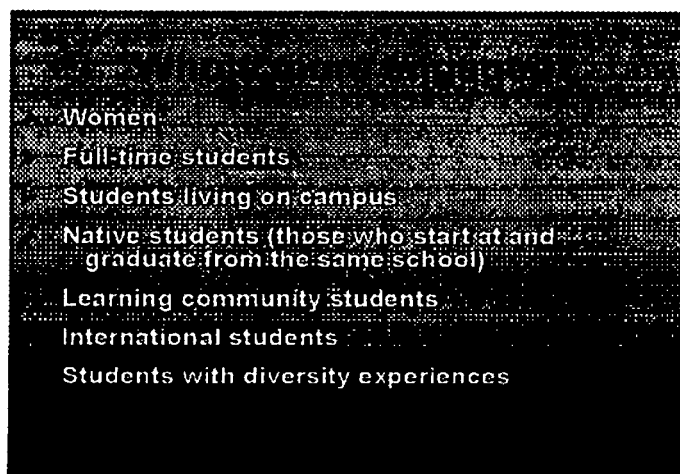 Women
Full-time students
Students living on campus
Native students (those who start at and
graduate from the same school)
Learning community students
International students
Students with diversity experiences